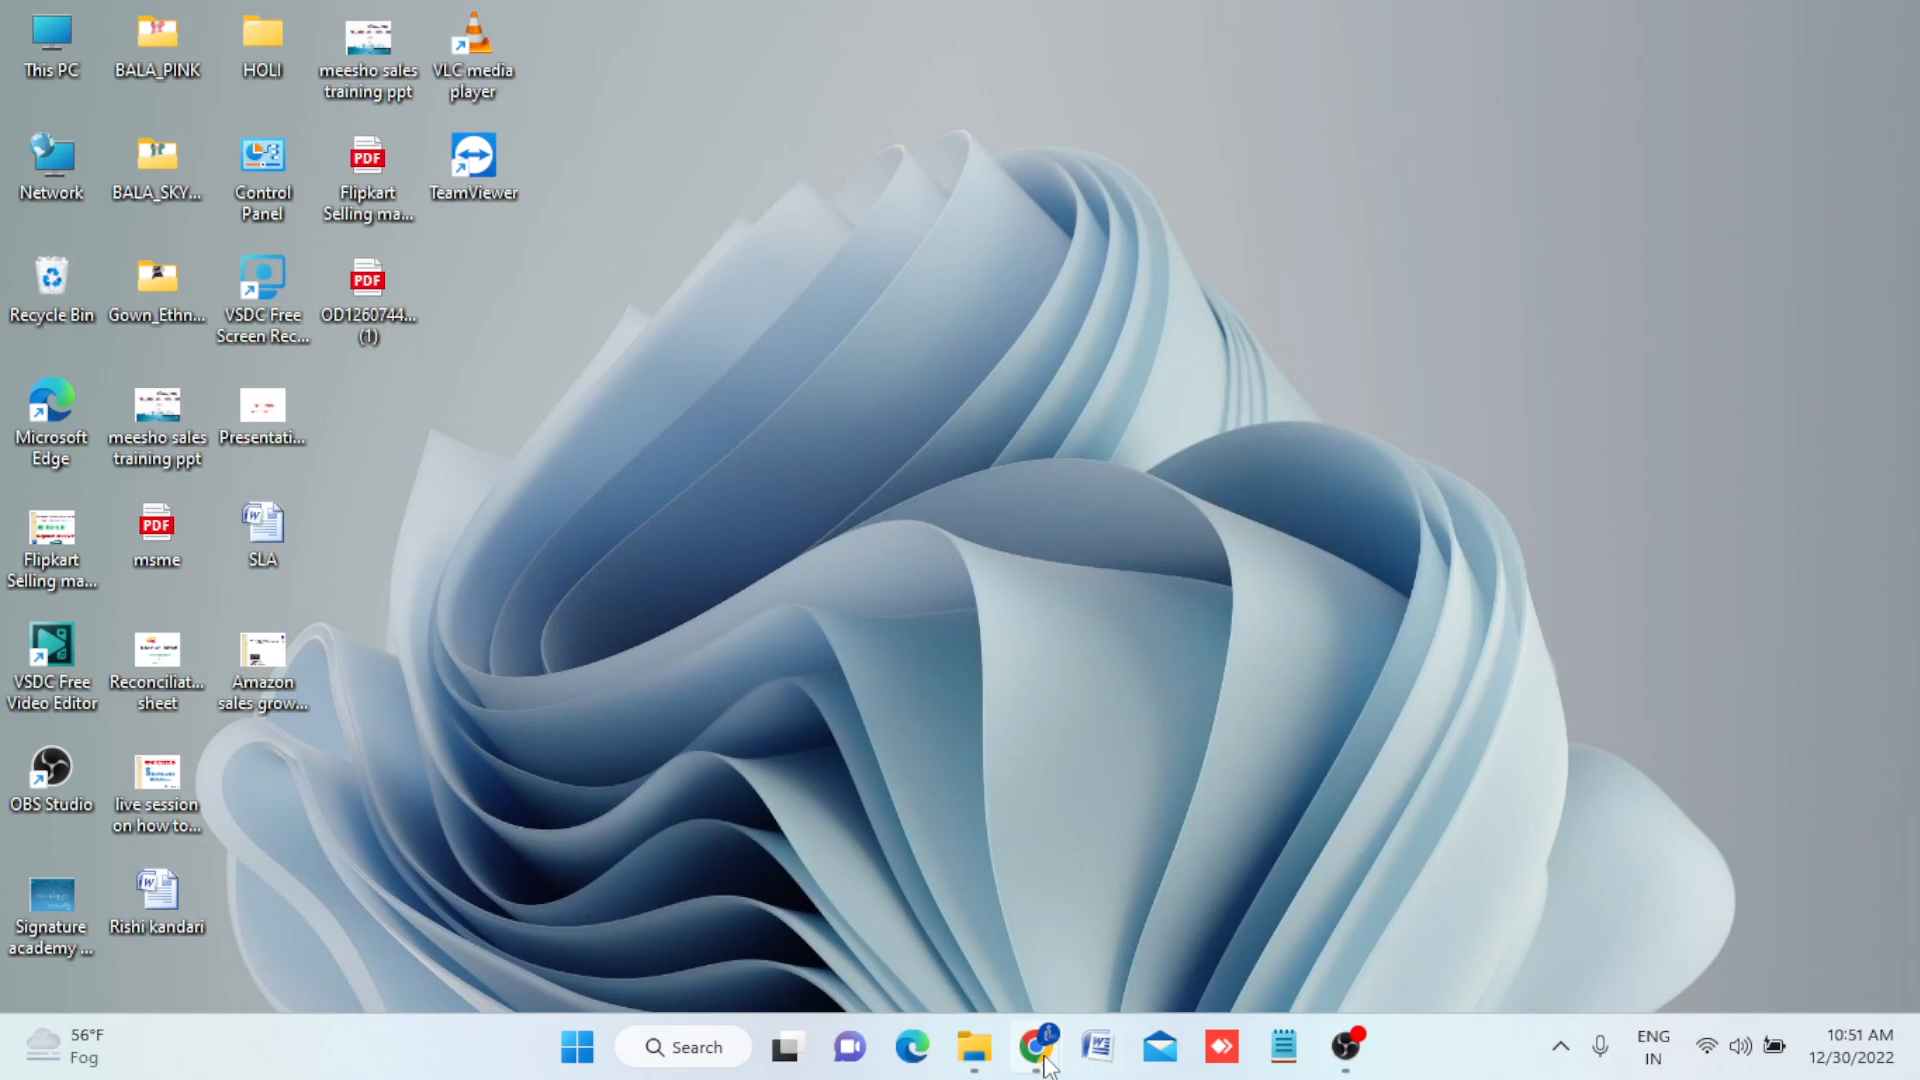 This PC
BALA_PINK
HOLI
meesho sales
training ppt
VLC media
player
Network
BALA_SKY...
Control
Panel
PDF
Flipkart
Selling ma...
TeamViewer
Recycle Bin
Gown_Ethn...
VSDC Free
Screen Rec...
PDF
OD1260744...
(1)
Microsoft
Edge
meesho sales
training ppt
Presentati...
Flipkart
Selling ma...
PDF
msme
SLA
VSDC Free
Video Editor
Reconciliat...
sheet
Amazon
sales grow...
OBS Studio
live session
on how to...
Signature
academy ...
Rishi kandari
56°F
Fog
Search
ENG
IN
10:51 AM
12/30/2022